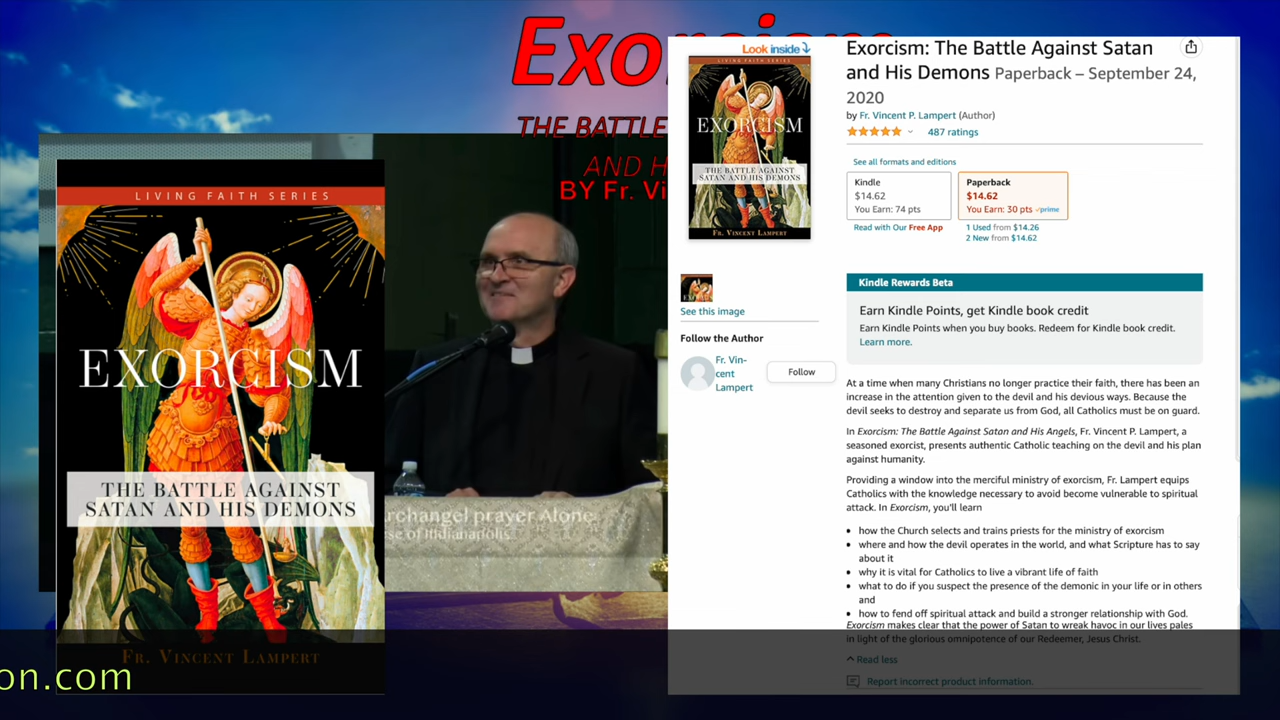 Exo
THE BATTLE
AND H
BY Fr. Vi
LIVING FAITH SERIES
EXORCISM
THE BATTLE AGAINST
SATAN AND HIS DEMONS
FR. VINCENT LAMPERT
rchangel prayer Alone
se of Indianapolis
on.com
Look inside
LIVING FAITH SERIES
EXORCISM
THE BATTLE AGAINST
SATAN AND HIS DEMONS
FR. VINCENT LAMPERT
See this image
Follow the Author
Fr. Vin-
cent
Lampert
Follow
Exorcism: The Battle Against Satan
and His Demons Paperback – September 24,
2020
by Fr. Vincent P. Lampert (Author)
487 ratings
See all formats and editions
Kindle
$14.62
You Earn: 74 pts
Read with Our Free App
Paperback
$14.62
You Earn: 30 pts prime
1 Used from $14.26
2 New from $14.62
Kindle Rewards Beta
Earn Kindle Points, get Kindle book credit
Earn Kindle Points when you buy books. Redeem for Kindle book credit.
Learn more.
At a time when many Christians no longer practice their faith, there has been an
increase in the attention given to the devil and his devious ways. Because the
devil seeks to destroy and separate us from God, all Catholics must be on guard.
In Exorcism: The Battle Against Satan and His Angels, Fr. Vincent P. Lampert, a
seasoned exorcist, presents authentic Catholic teaching on the devil and his plan
against humanity.
Providing a window into the merciful ministry of exorcism, Fr. Lampert equips
Catholics with the knowledge necessary to avoid become vulnerable to spiritual
attack. In Exorcism, you'll learn
• how the Church selects and trains priests for the ministry of exorcism
• where and how the devil operates in the world, and what Scripture has to say
about it
• why it is vital for Catholics to live a vibrant life of faith
• what to do if you suspect the presence of the demonic in your life or in others
and
• how to fend off spiritual attack and build a stronger relationship with God.
Exorcism makes clear that the power of Satan to wreak havoc in our lives pales
in light of the glorious omnipotence of our Redeemer, Jesus Christ.
Read less
Report incorrect product information.